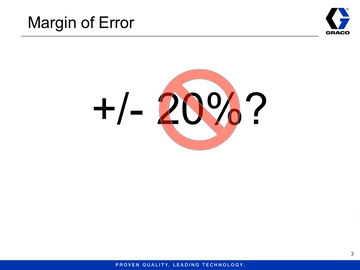 Margin of Error
GRACO
+/- 20%?
3
PROVEN QUALITY. LEADING TECHNOLOGY.